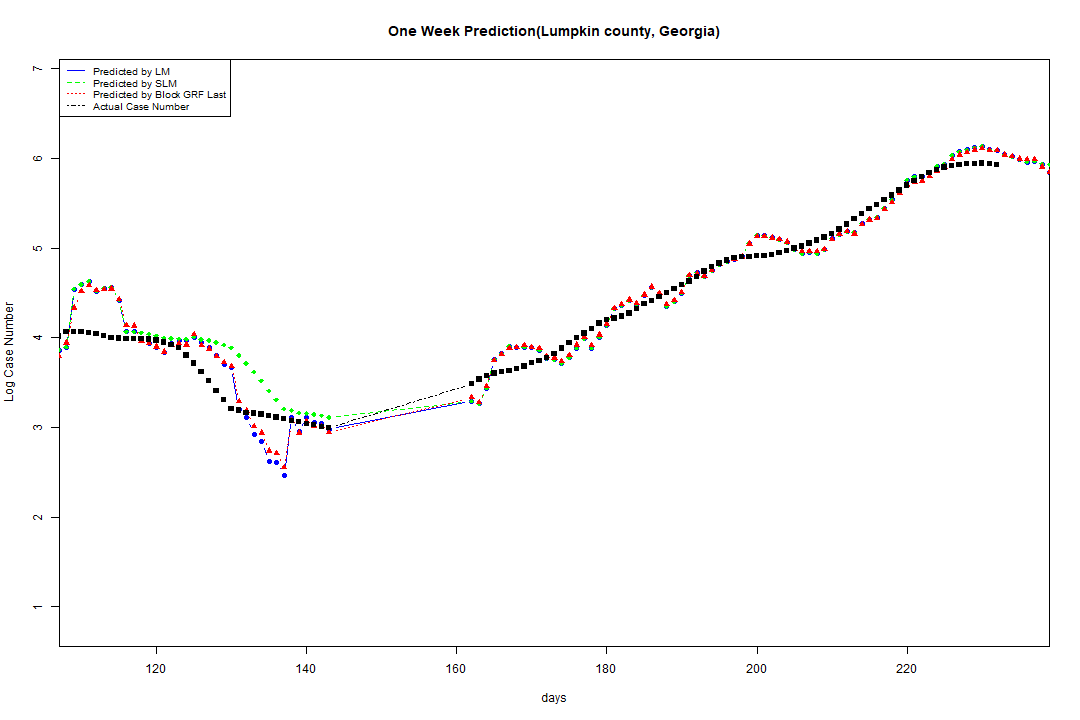 One Week Prediction(Lumpkin county, Georgia)
Predicted by LM
Predicted by SLM
Predicted by Block GRF Last
Actual Case Number
7
6
5
4
3
2
1
Log Case Number
120 140 160 180 200 220
days